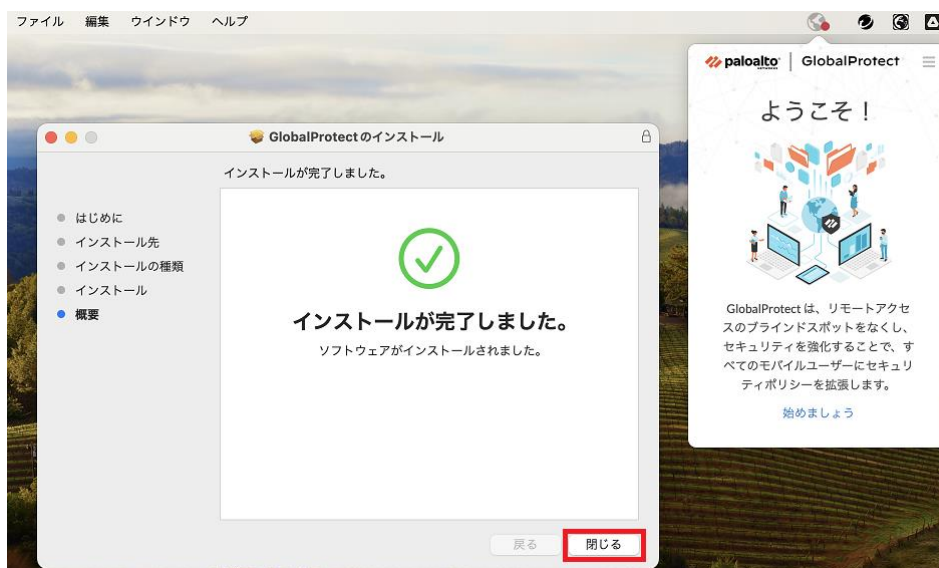 ファイル 編集 ウインドウ ヘルプ
paloalto NETWORKS GlobalProtect
ようこそ！
GlobalProtect は、リモートアクセ
スのブラインドスポットをなくし、
セキュリティを強化することで、す
べてのモバイルユーザーにセキュリ
ティポリシーを拡張します。
始めましょう
GlobalProtectのインストール
インストールが完了しました。
はじめに
インストール先
インストールの種類
インストール
概要
インストールが完了しました。
ソフトウェアがインストールされました。
戻る 閉じる